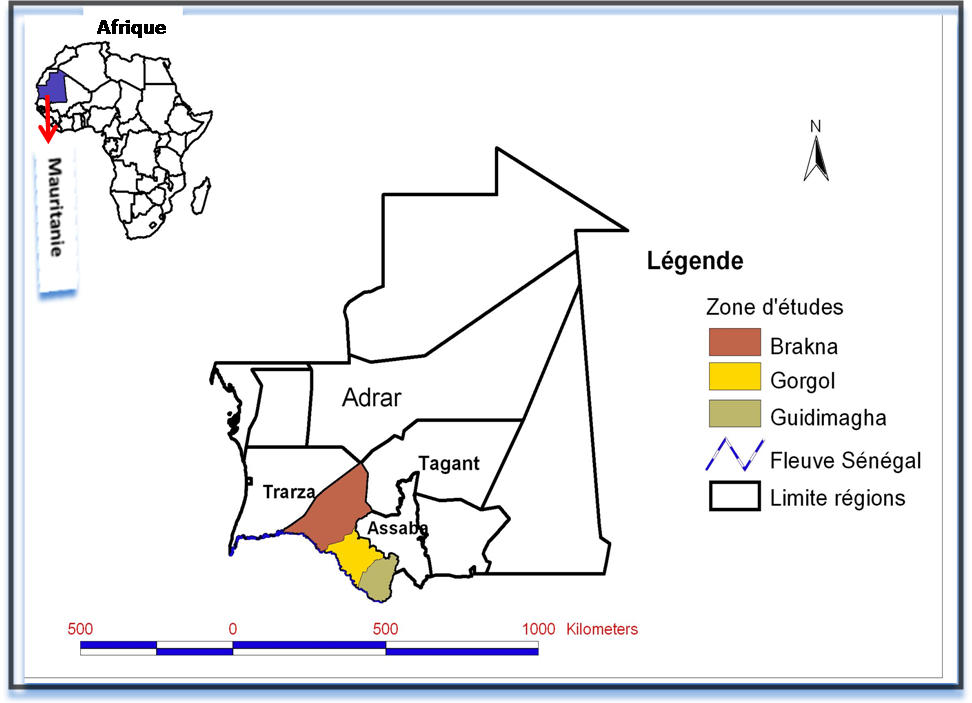 Afrique
Mauritanie
N
Légende
Zone d'études
Brakna
Gorgol
Guidimagha
Fleuve Sénégal
Limite régions
Adrar
Tagant
Trarza
Assaba
500 0 500 1000 Kilometers